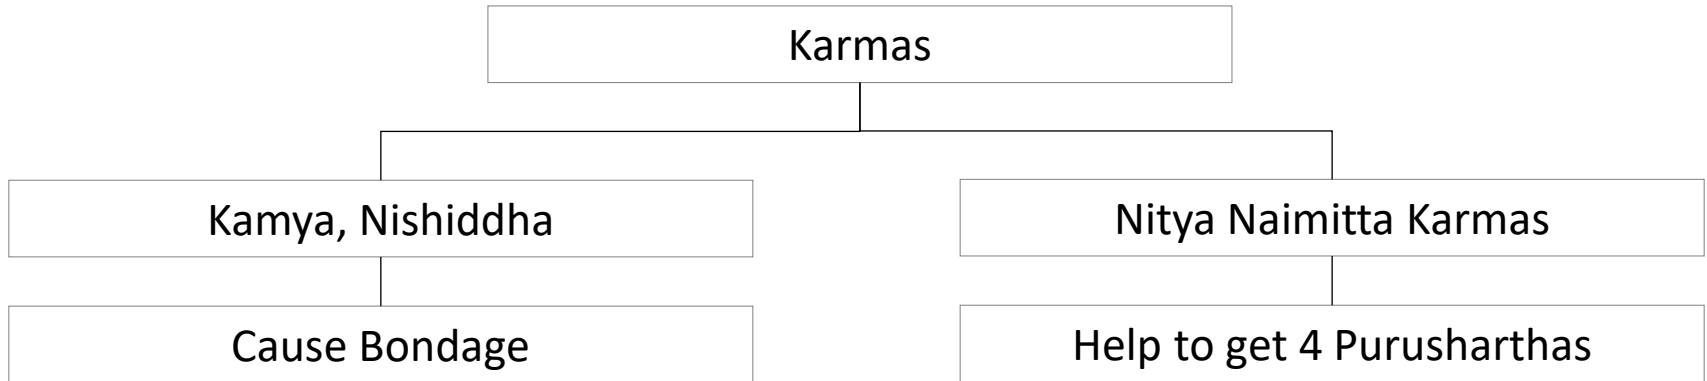 Karmas
Kamya, Nishiddha
Nitya Naimitta Karmas
Cause Bondage
Help to get 4 Purusharthas